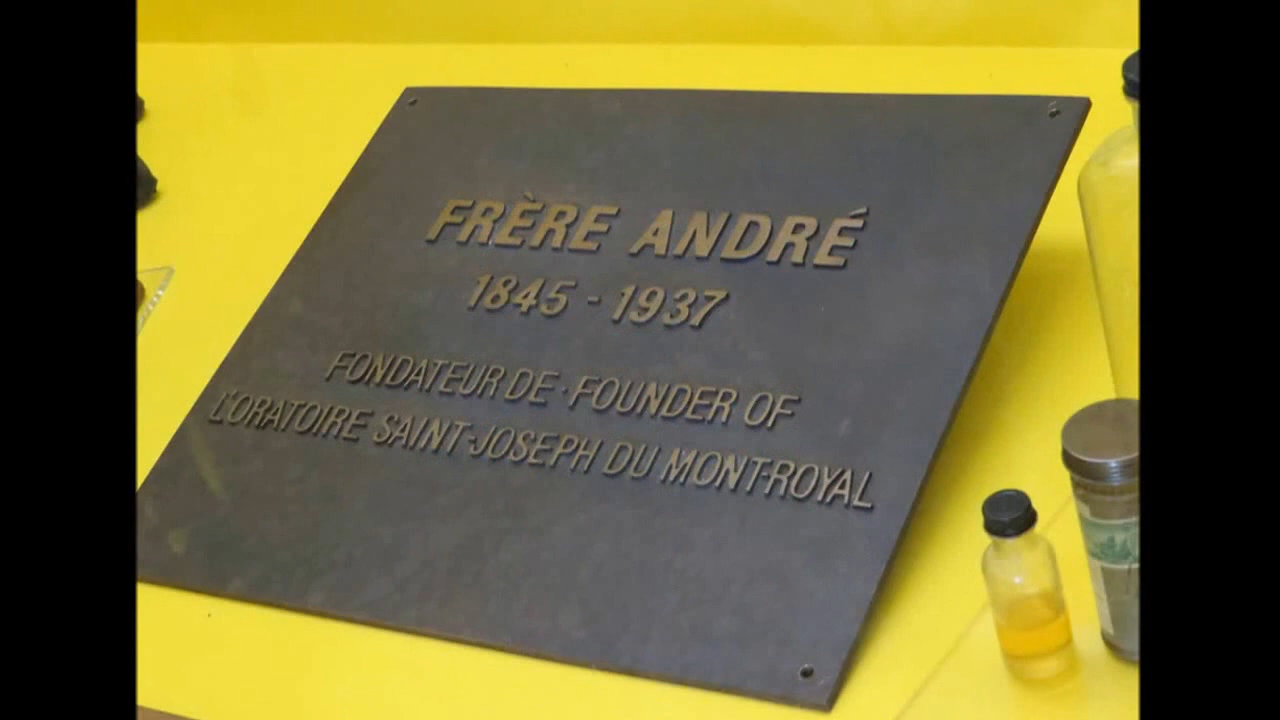 FRÈRE ANDRÉ
1845 - 1937
FONDATEUR DE · FOUNDER OF
L'ORATOIRE SAINT-JOSEPH DU MONT-ROYAL